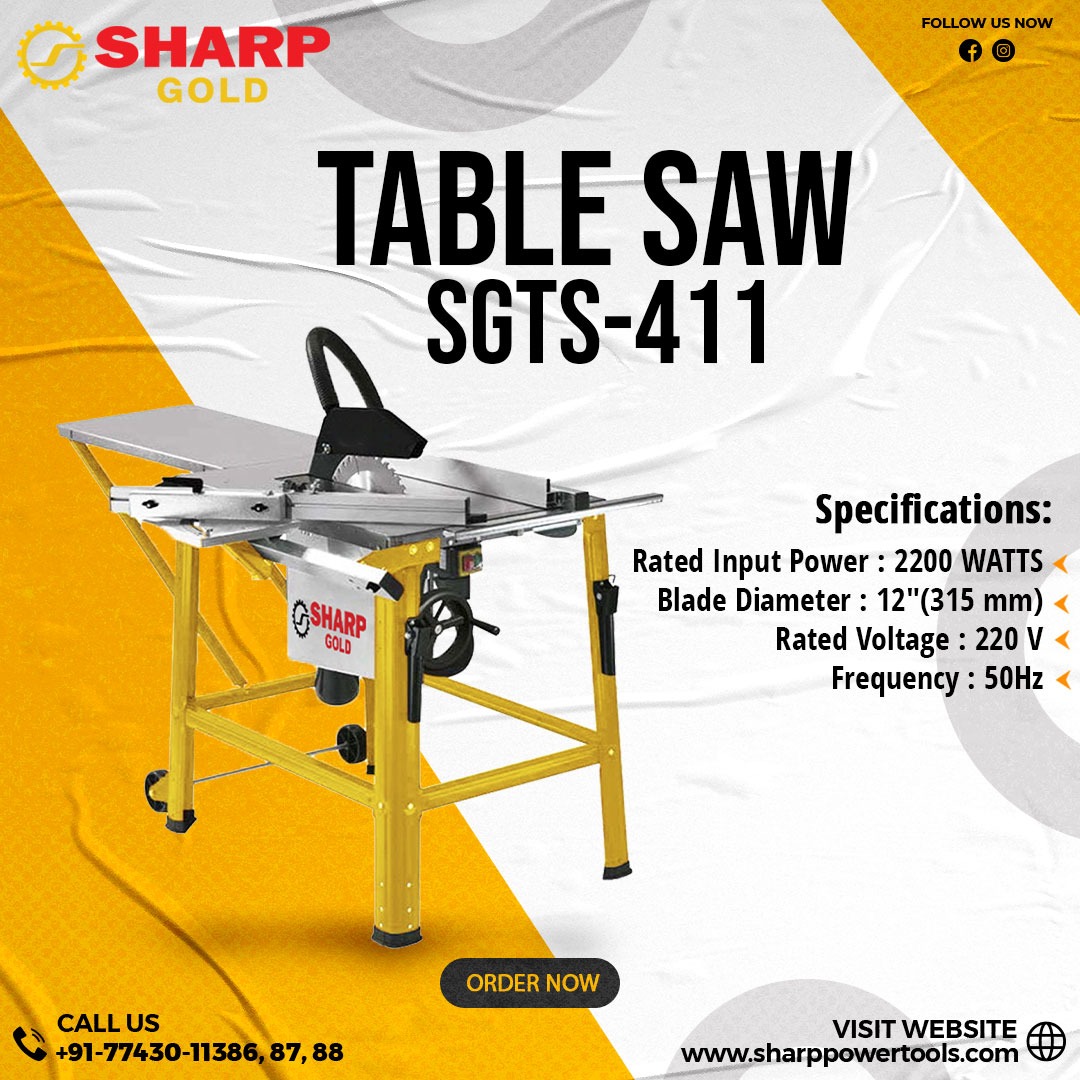 SHARP
GOLD
FOLLOW US NOW
TABLE SAW
SGTS-411
Specifications:
Rated Input Power : 2200 WATTS
Blade Diameter : 12"(315 mm)
Rated Voltage : 220 V
Frequency : 50Hz
SHARP
GOLD
ORDER NOW
CALL US
+91-77430-11386, 87, 88
VISIT WEBSITE
www.sharppowertools.com